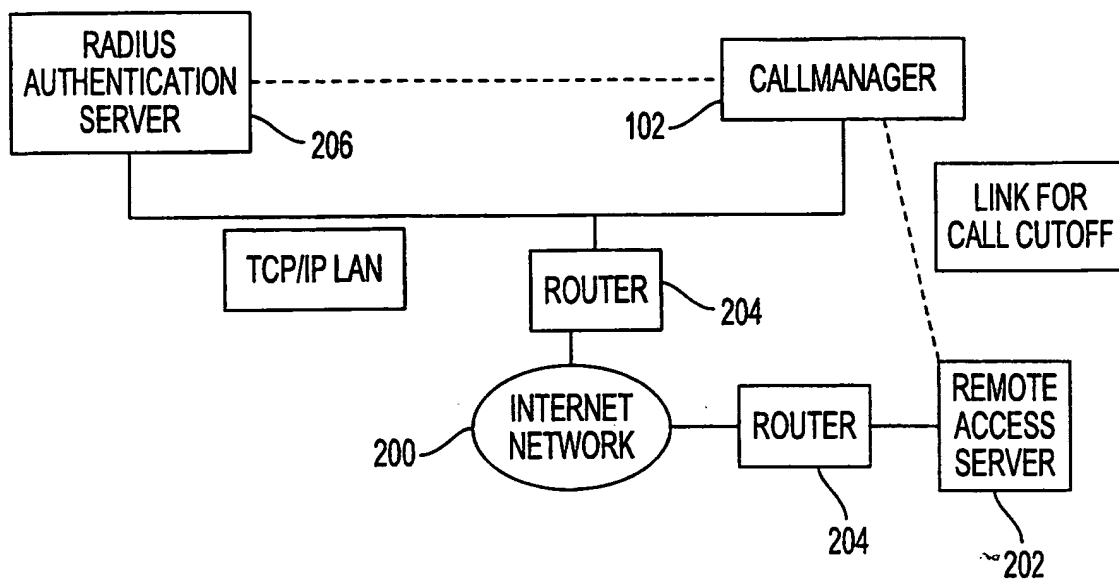 RADIUS
AUTHENTICATION
SERVER
206
CALLMANAGER
102
LINK FOR
CALL CUTOFF
TCP/IP LAN
ROUTER
204
INTERNET
NETWORK
200
ROUTER
204
REMOTE
ACCESS
SERVER
202